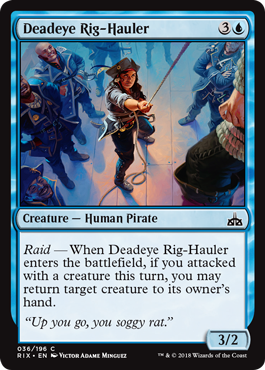 Deadeye Rig-Hauler 3
Creature — Human Pirate
Raid — When Deadeye Rig-Hauler
enters the battlefield, if you attacked
with a creature this turn, you may
return target creature to its owner's
hand.
"Up you go, you soggy rat."
3/2
036/196 C
RIX • EN VICTOR ADAME MINGUEZ
™ & © 2018 Wizards of the Coast